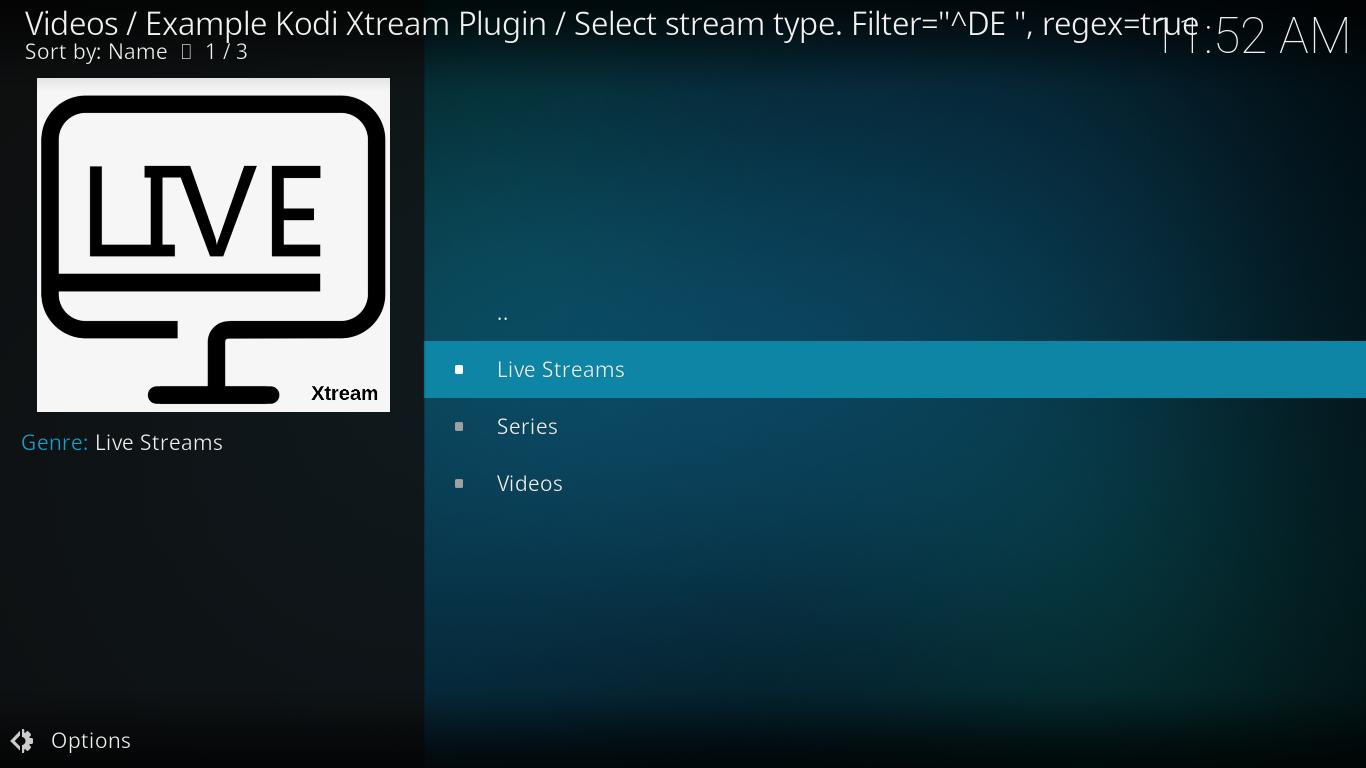 Videos / Example Kodi Xtream Plugin / Select stream type. Filter="^DE ", regex=true
11:52 AM
Sort by: Name 1 / 3
LIVE
Xtream
Genre: Live Streams
..
Live Streams
Series
Videos
Options